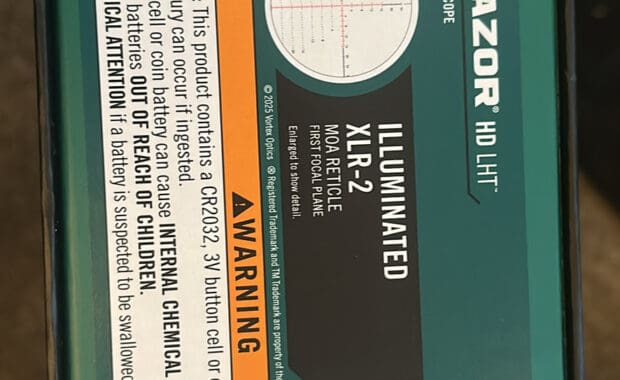 AZOR® HD LHT™
COPE
ILLUMINATED
XLR-2
MOA RETICLE
FIRST FOCAL PLANE
Enlarged to show detail.
© 2025 Vortex Optics ® Registered Trademark and TM Trademark are property of
⚠WARNING
: This product contains a CR2032, 3V button cell or
ury can occur if ingested.
cell or coin battery can cause INTERNAL CHEMICAL
batteries OUT OF REACH OF CHILDREN.
ICAL ATTENTION if a battery is suspected to be swallowed